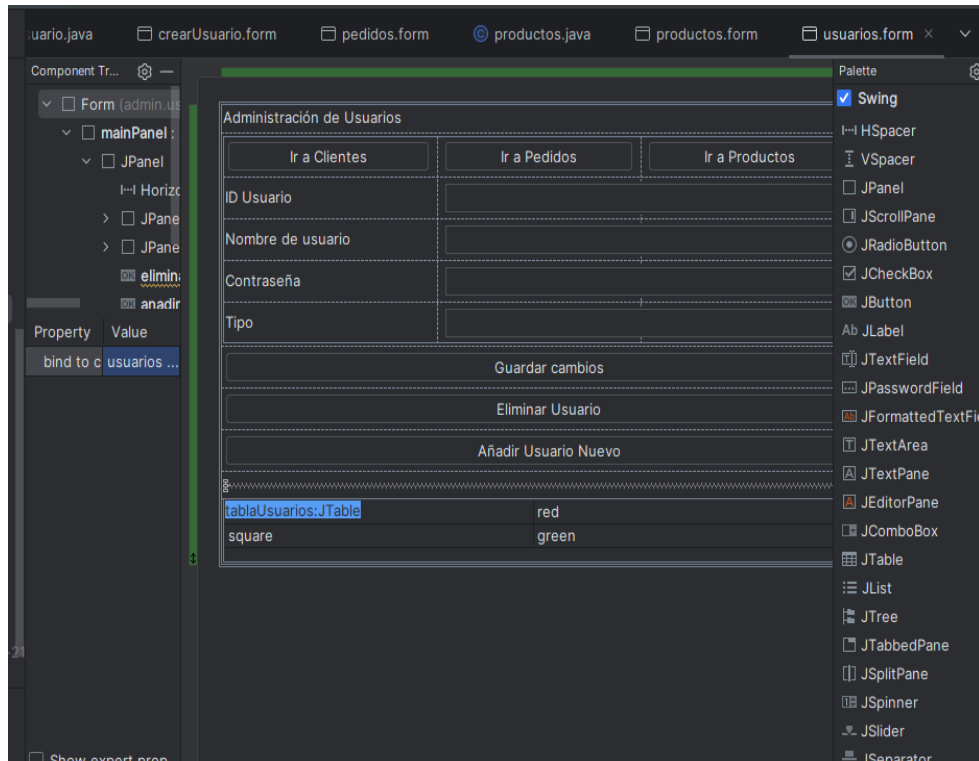 uario.java crearUsuario.form pedidos.form productos.java productos.form usuarios.form
Component Tr...
Form (admin.us
mainPanel :
JPanel
Horizo
JPane
JPane
elimina
anadir
Property Value
bind to c usuarios ...
Show expert prop
Administración de Usuarios
Ir a Clientes Ir a Pedidos Ir a Productos
ID Usuario
Nombre de usuario
Contraseña
Tipo
Guardar cambios
Eliminar Usuario
Añadir Usuario Nuevo
tablaUsuarios:JTable red
square green
Palette
Swing
HSpacer
VSpacer
JPanel
JScrollPane
JRadioButton
JCheckBox
JButton
JLabel
JTextField
JPasswordField
JFormattedTextFie
JTextArea
JTextPane
JEditorPane
JComboBox
JTable
JList
JTree
JTabbedPane
JSplitPane
JSpinner
JSlider
JSeparator
-21